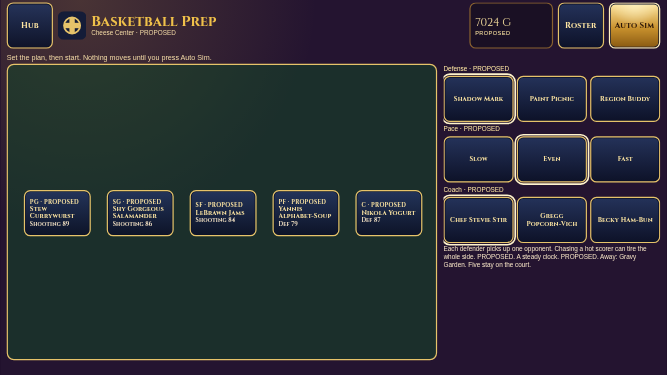 HUB
BASKETBALL PREP
Cheese Center - PROPOSED
7024 G
PROPOSED
ROSTER
AUTO SIM
Set the plan, then start. Nothing moves until you press Auto Sim.
Defense - PROPOSED
SHADOW MARK
PAINT PICNIC
REGION BUDDY
Pace - PROPOSED
SLOW
EVEN
FAST
Coach - PROPOSED
CHEF STEVIE STIR
GREGG
POPCORN-VICH
BECKY HAM-BUN
Each defender picks up one opponent. Chasing a hot scorer can tire the
whole side. PROPOSED. A steady clock. PROPOSED. Away: Gravy
Garden. Five stay on the court.
PG · PROPOSED
STEW
CURRYWURST
SHOOTING 89
SG · PROPOSED
SHY GORGEOUS
SALAMANDER
SHOOTING 86
SF · PROPOSED
LEBRAWN JAMS
SHOOTING 84
PF · PROPOSED
YANNIS
ALPHABET-SOUP
DEF 79
C · PROPOSED
NIKOLA YOGURT
DEF 87